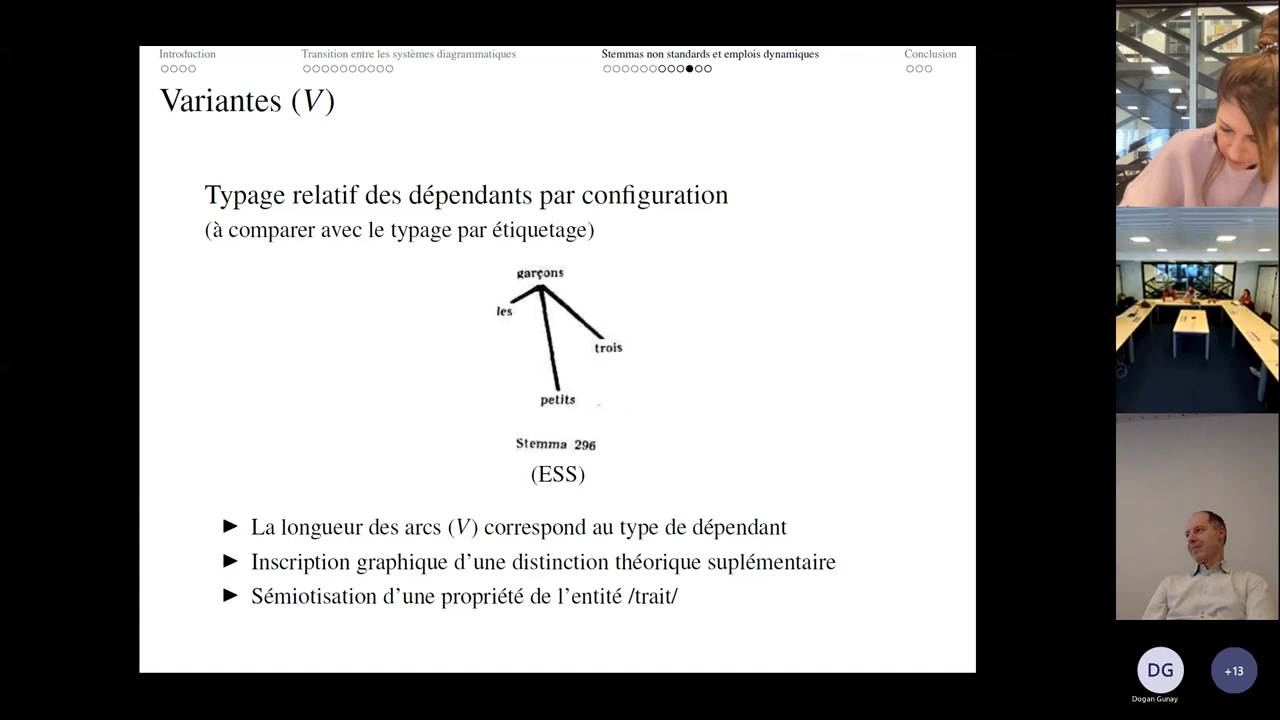 Introduction
Transition entre les systèmes diagrammatiques
Stemmas non standards et emplois dynamiques
Conclusion
Variantes (V)
Typage relatif des dépendants par configuration
(à comparer avec le typage par étiquetage)
garçons
les
trois
petits
Stemma 296
(ESS)
La longueur des arcs (V) correspond au type de dépendant
Inscription graphique d'une distinction théorique suplémentaire
Sémiotisation d'une propriété de l'entité /trait/
DG
+13
Dogan Gunay